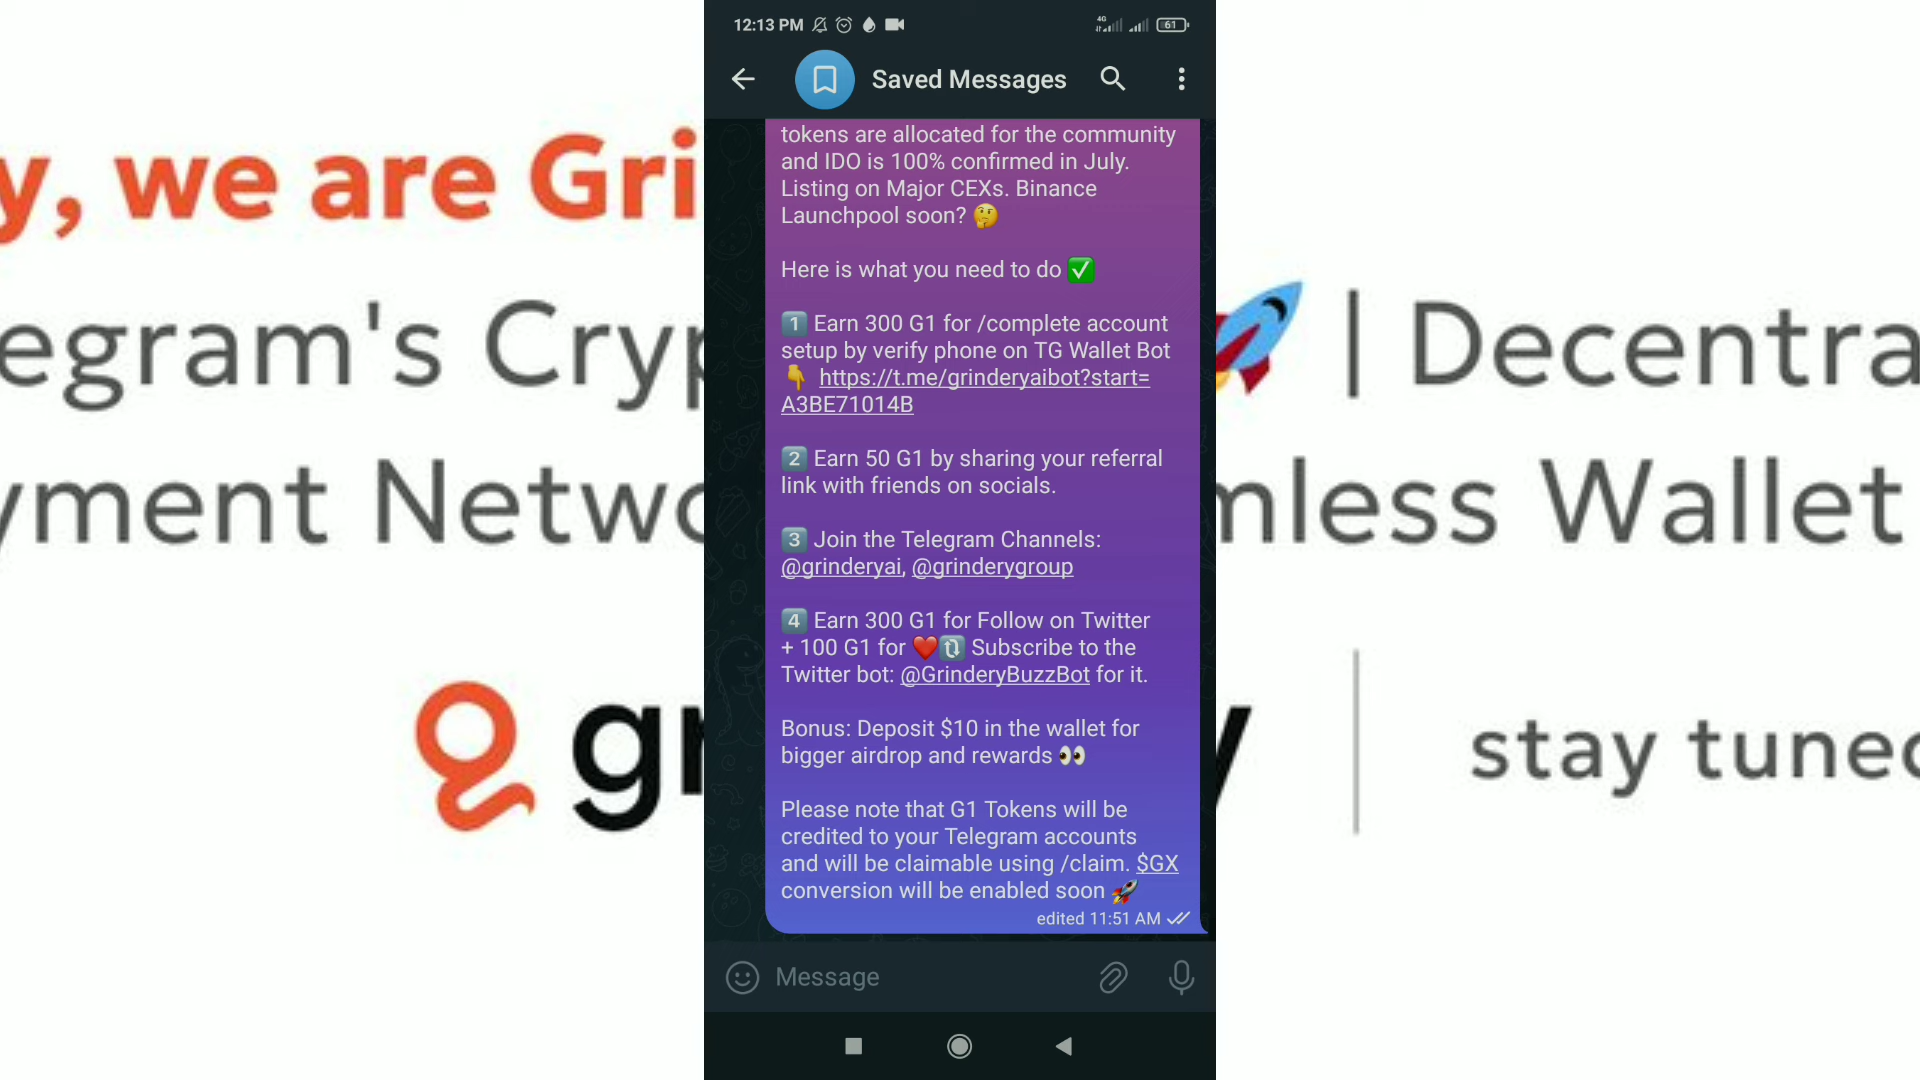 12:13 PM
4G
61
Saved Messages
tokens are allocated for the community
and IDO is 100% confirmed in July.
Listing on Major CEXs. Binance
Launchpool soon? 🤔
Here is what you need to do ✅
1️⃣ Earn 300 G1 for /complete account
setup by verify phone on TG Wallet Bot
👇 https://t.me/grinderyaibot?start=
A3BE71014B
2️⃣ Earn 50 G1 by sharing your referral
link with friends on socials.
3️⃣ Join the Telegram Channels:
@grinderyai, @grinderygroup
4️⃣ Earn 300 G1 for Follow on Twitter
+ 100 G1 for ❤️🔃 Subscribe to the
Twitter bot: @GrinderyBuzzBot for it.
Bonus: Deposit $10 in the wallet for
bigger airdrop and rewards 👀
Please note that G1 Tokens will be
credited to your Telegram accounts
and will be claimable using /claim. $GX
conversion will be enabled soon 🚀
edited 11:51 AM
Message
y, we are Gri
egram's Cryp
🚀 | Decentra
yment Netwo
mless Wallet
gr
y
stay tuned